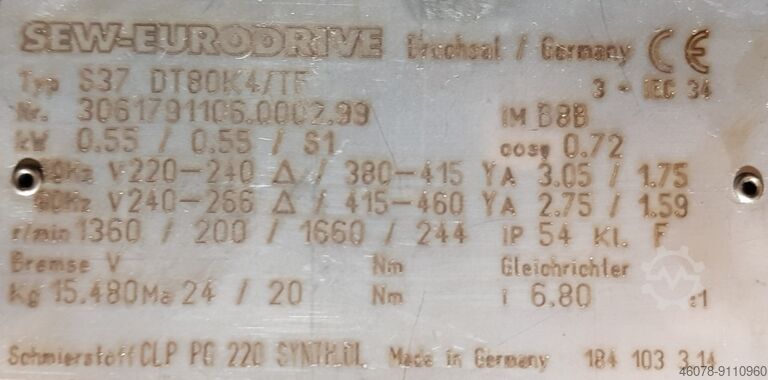 SEW-EURODRIVE Bruchsal / Germany CE
Typ S37 DT80K4/TF 3 ~ IEC 34
Nr. 3061791106.0002.99 IM B8B
kW 0.55 / 0.55 / S1 cosφ 0.72
50Hz V 220-240 Δ / 380-415 Y A 3.05 / 1.75
60Hz V 240-266 Δ / 415-460 Y A 2.75 / 1.59
r/min 1360 / 200 / 1660 / 244 IP 54 Kl. F
Bremse V Nm Gleichrichter
Kg 15.480 Ma 24 / 20 Nm i 6.80 :1
Schmierstoff CLP PG 220 SYNTH.ÖL Made in Germany 184 103 3.14
46078-9110960